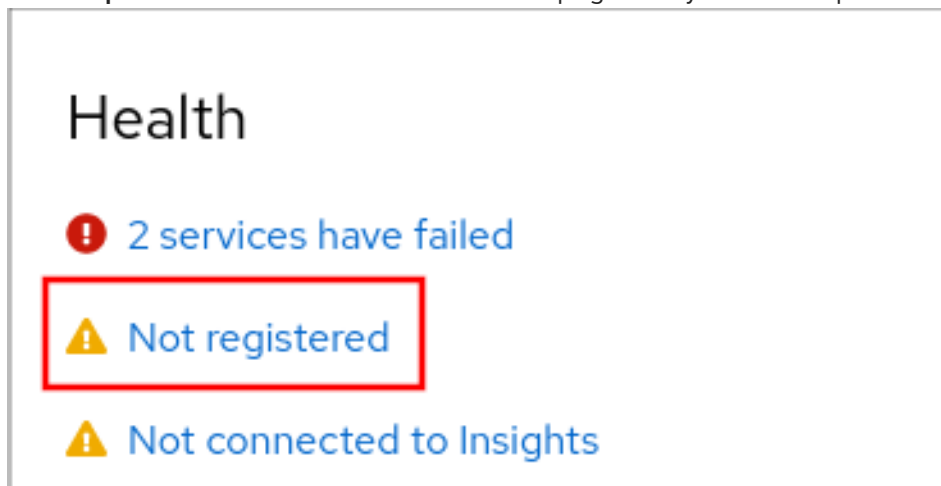 Health
2 services have failed
Not registered
Not connected to Insights